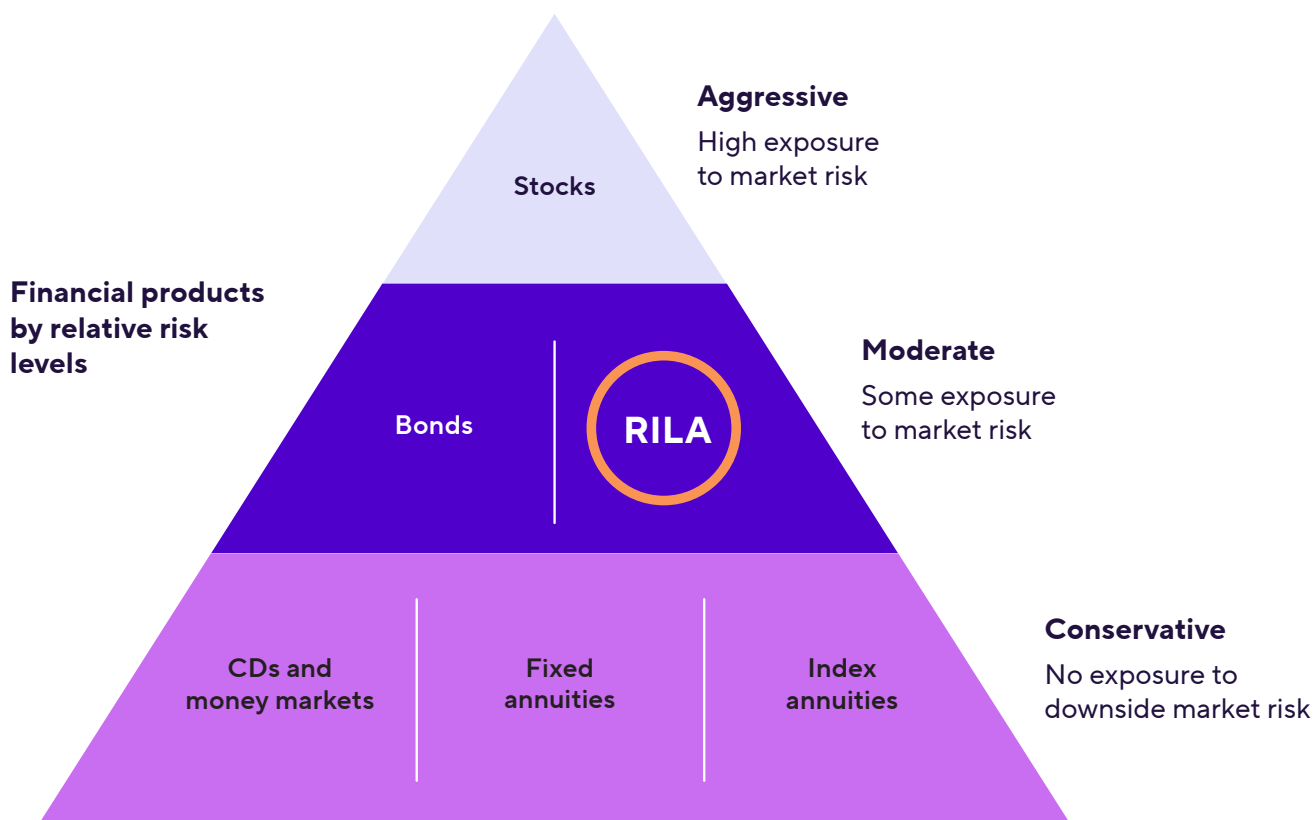 Financial products
by relative risk
levels
Stocks
Aggressive
High exposure
to market risk
Bonds
RILA
Moderate
Some exposure
to market risk
CDs and
money markets
Fixed
annuities
Index
annuities
Conservative
No exposure to
downside market risk